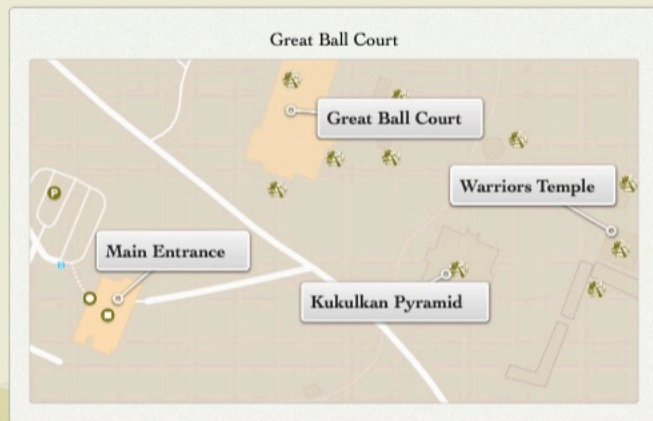 Great Ball Court
Great Ball Court
Warriors Temple
Main Entrance
Kukulkan Pyramid
P